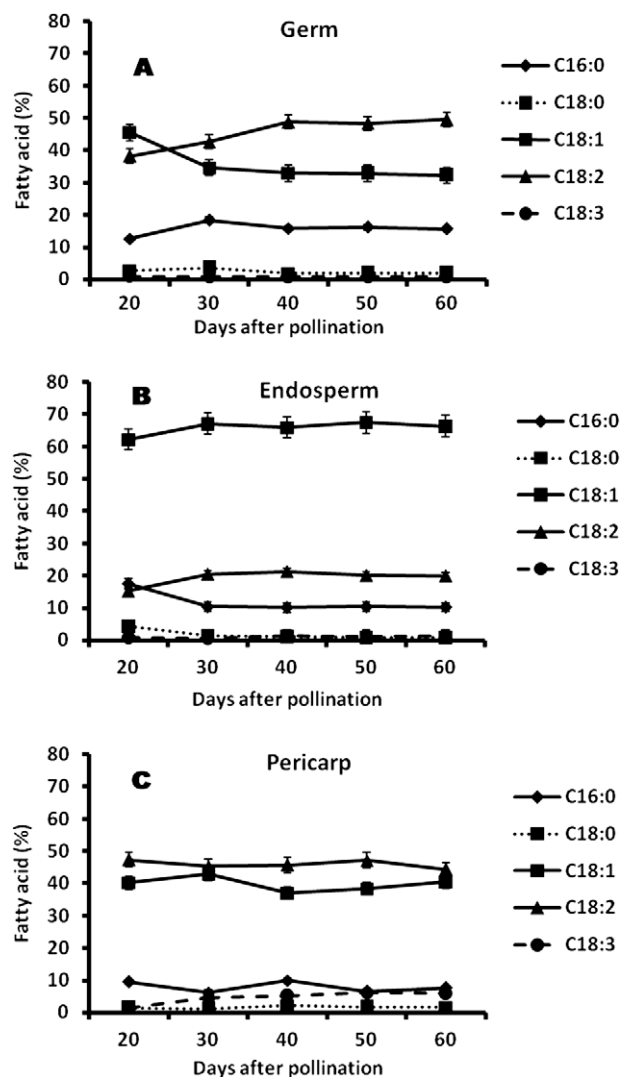 Germ
A
Fatty acid (%)
80
70
60
50
40
30
20
10
0
20 30 40 50 60
Days after pollination
C16:0
C18:0
C18:1
C18:2
C18:3
Endosperm
B
Fatty acid (%)
80
70
60
50
40
30
20
10
0
20 30 40 50 60
Days after pollination
C16:0
C18:0
C18:1
C18:2
C18:3
Pericarp
C
Fatty acid (%)
80
70
60
50
40
30
20
10
0
20 30 40 50 60
Days after pollination
C16:0
C18:0
C18:1
C18:2
C18:3